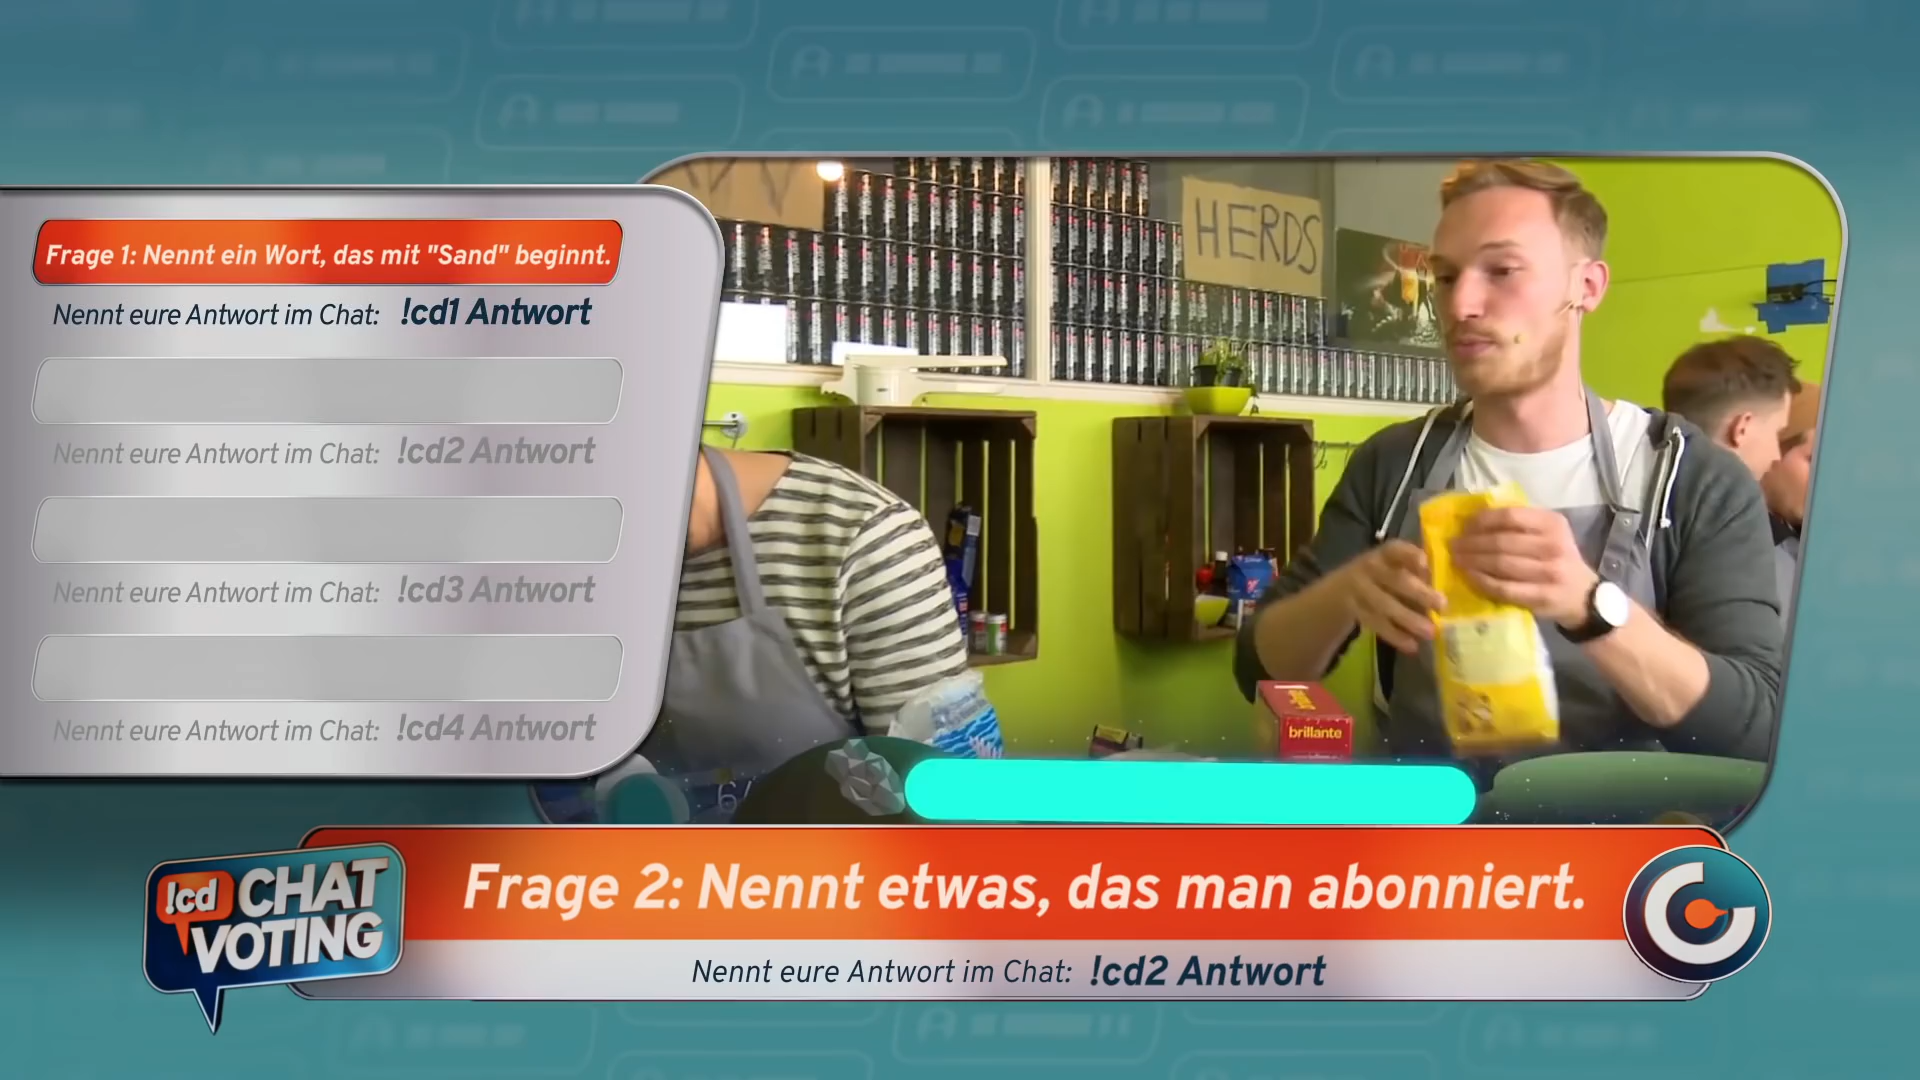 Frage 1: Nennt ein Wort, das mit "Sand" beginnt.
Nennt eure Antwort im Chat: !cd1 Antwort
Nennt eure Antwort im Chat: !cd2 Antwort
Nennt eure Antwort im Chat: !cd3 Antwort
Nennt eure Antwort im Chat: !cd4 Antwort
HERDS
brillante
!cd CHAT
VOTING
Frage 2: Nennt etwas, das man abonniert.
Nennt eure Antwort im Chat: !cd2 Antwort